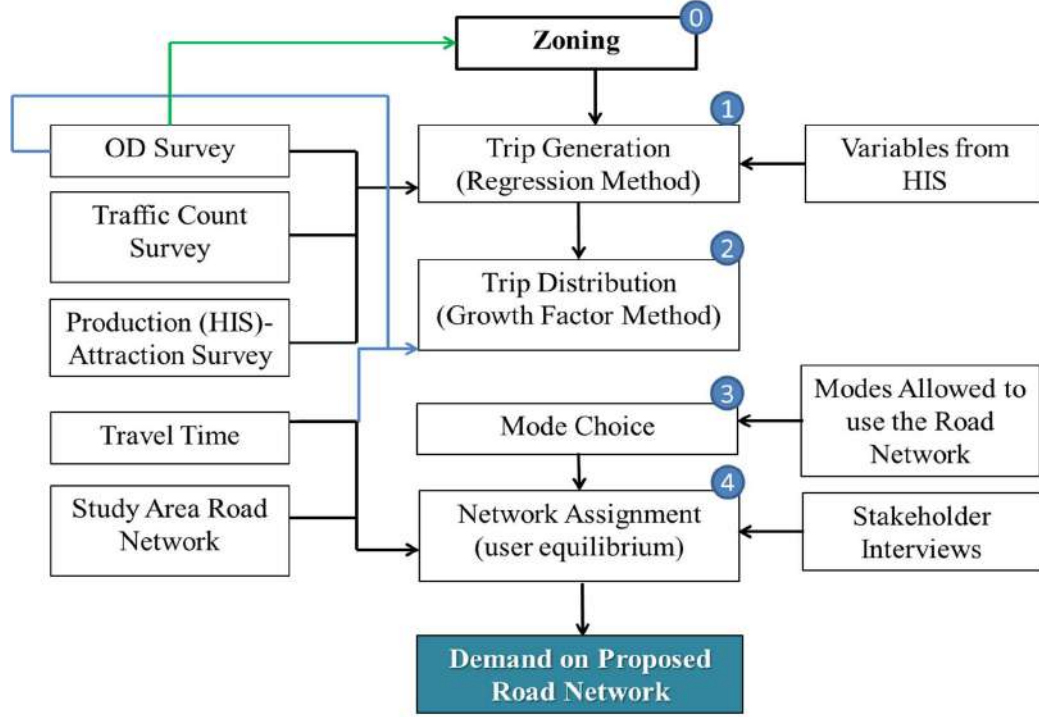 0
Zoning
1
OD Survey
Trip Generation
(Regression Method)
Variables from
HIS
Traffic Count
Survey
2
Trip Distribution
(Growth Factor Method)
Production (HIS)-
Attraction Survey
3
Mode Choice
Modes Allowed to
use the Road
Network
Travel Time
4
Study Area Road
Network
Network Assignment
(user equilibrium)
Stakeholder
Interviews
Demand on Proposed
Road Network